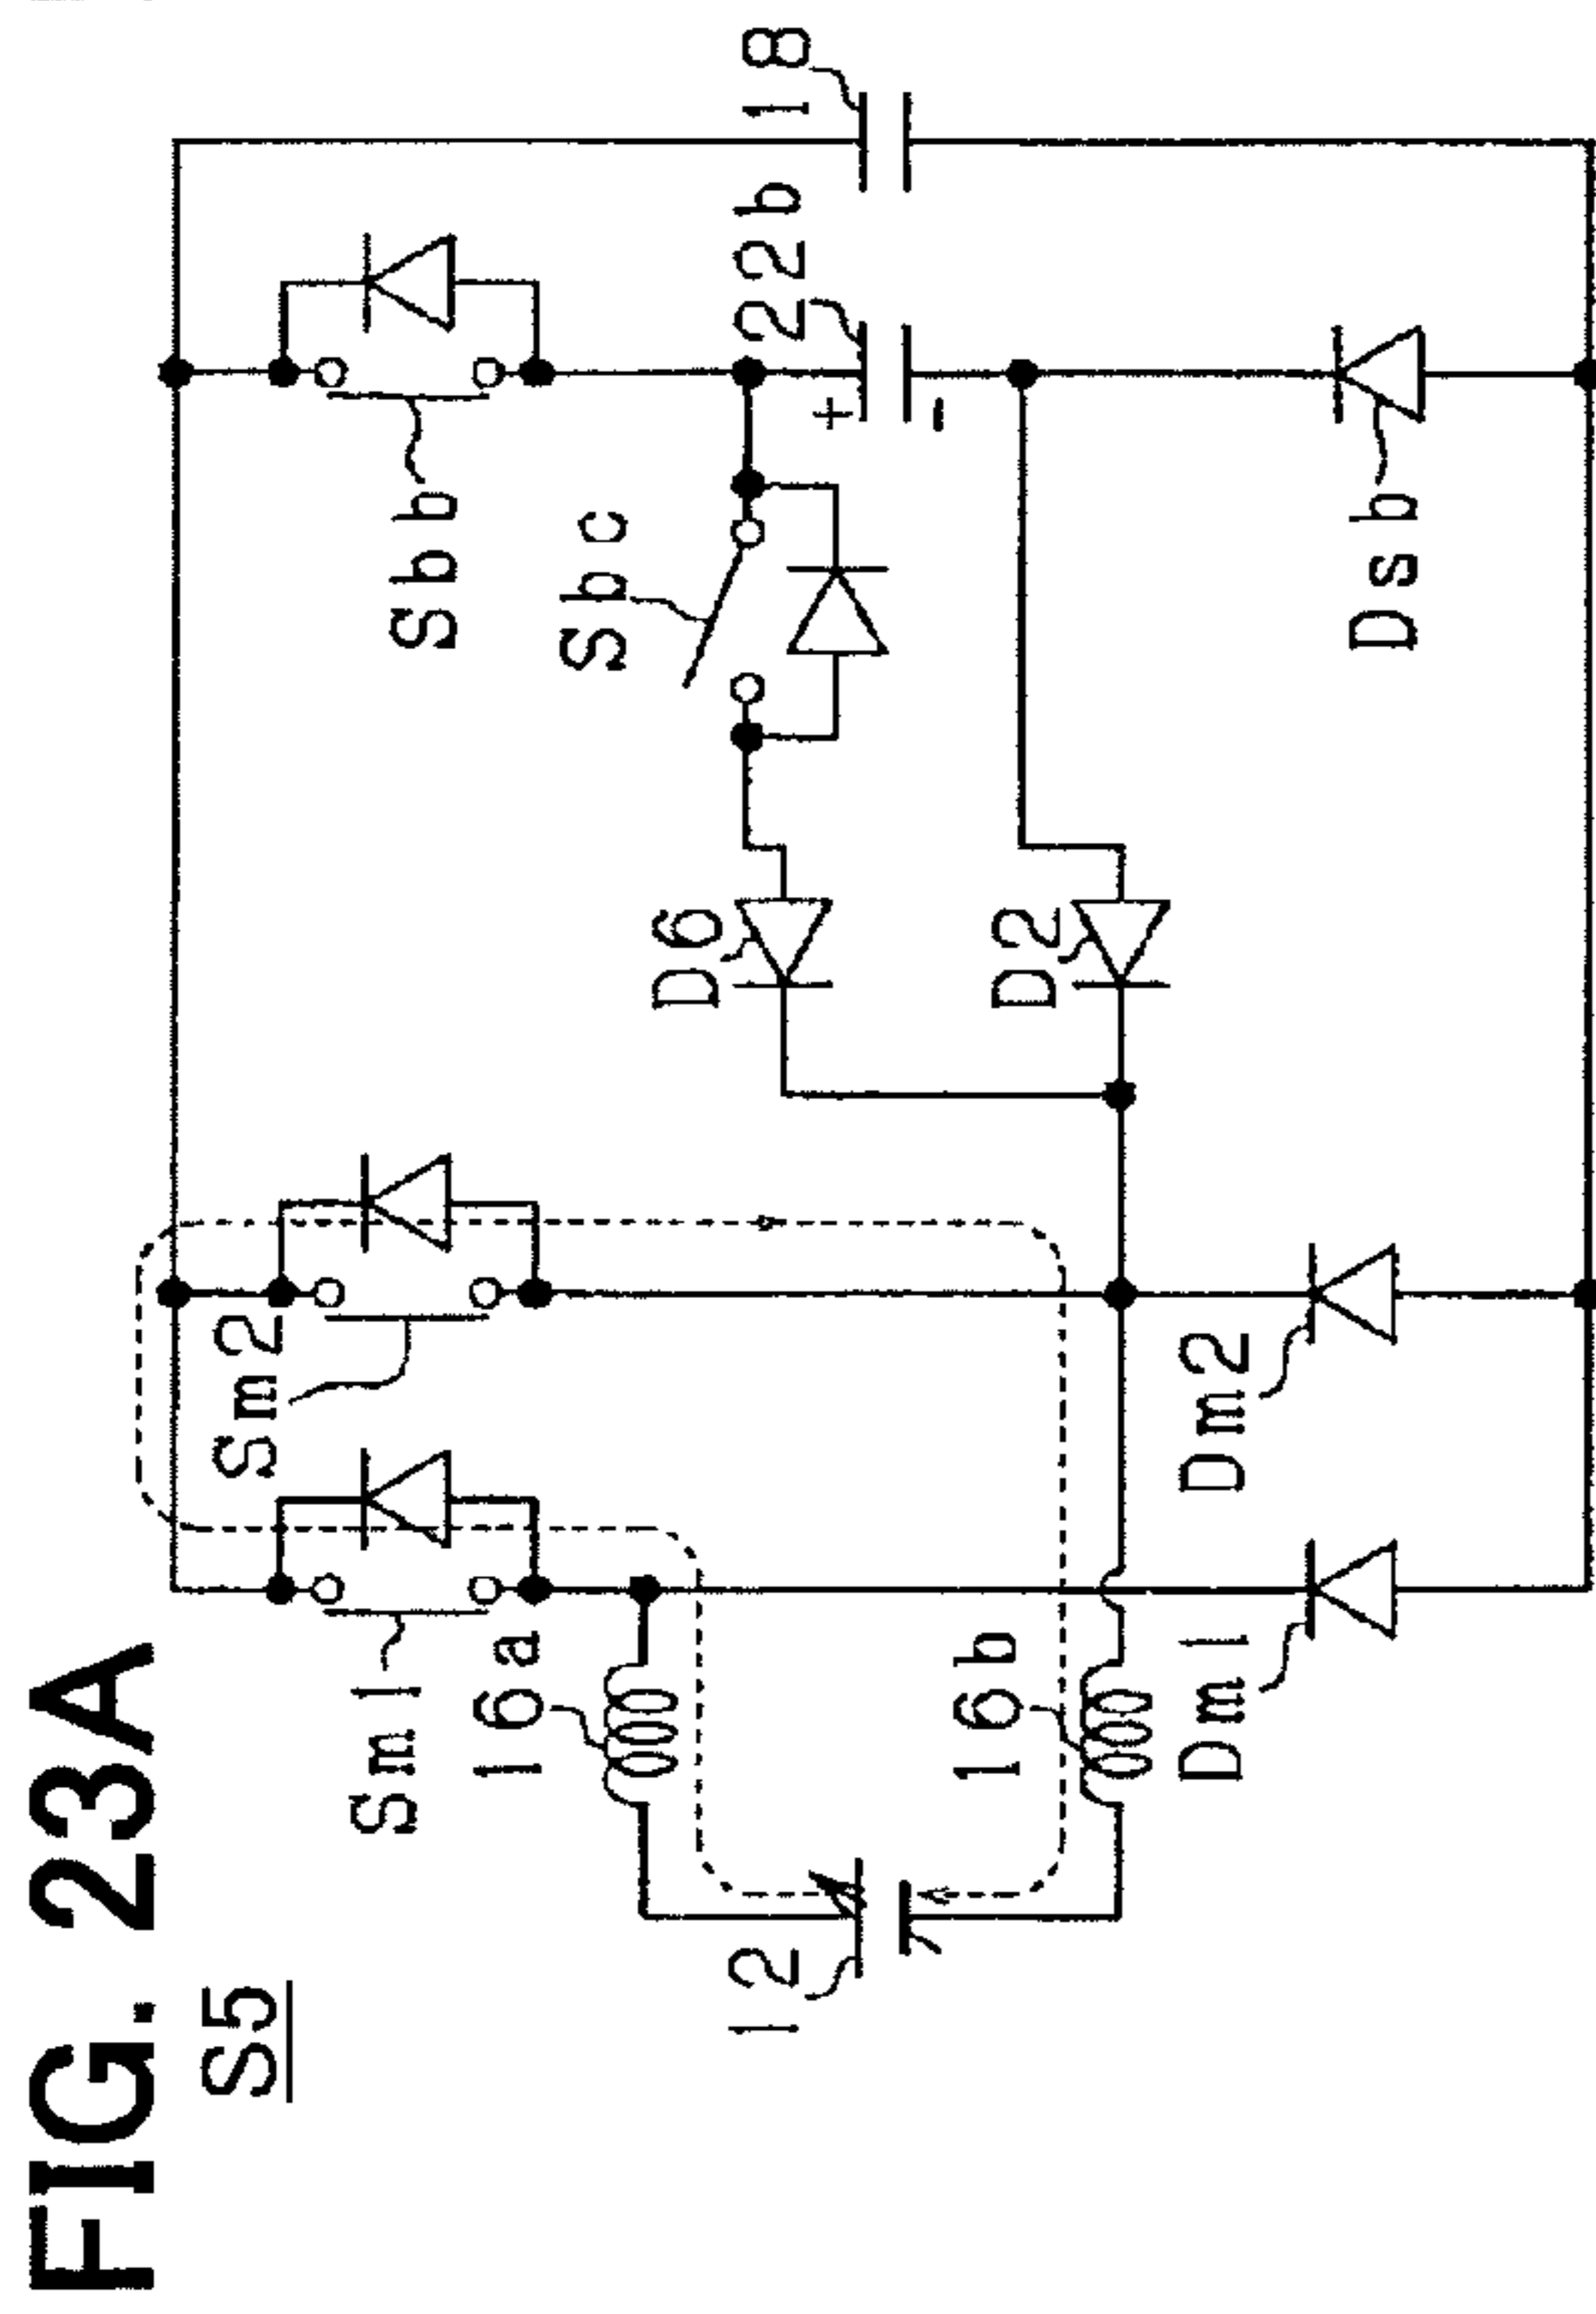 FIG. 23A
S5
Sm1
Sm2
Sbb
16a
Sbc
D6
12
22b
18
+
-
16b
D2
Dm1
Dm2
Dsb